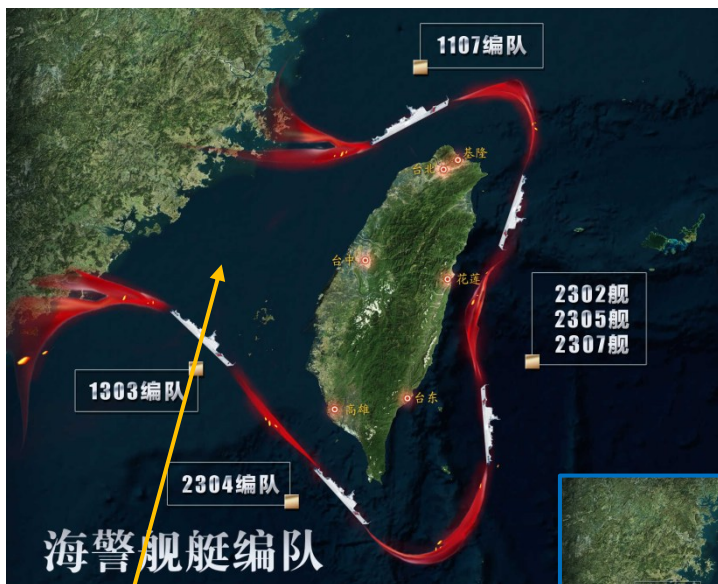 1107编队
基隆
台北
台中
花莲
2302舰
2305舰
2307舰
1303编队
台东
高雄
2304编队
海警舰艇编队